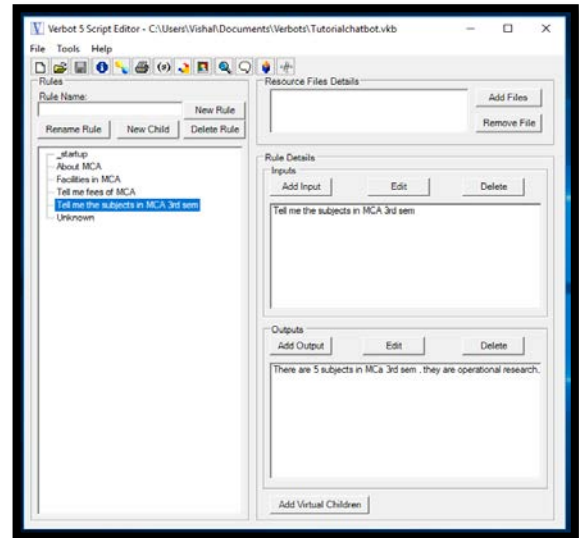 Verbot 5 Script Editor - C:\Users\Vishal\Documents\Verbots\Tutorialchatbot.vkb
File Tools Help
Rules
Rule Name:
New Rule
Rename Rule New Child Delete Rule
_startup
About MCA
Facilities in MCA
Tell me fees of MCA
Tell me the subjects in MCA 3rd sem
Unknown
Resource Files Details
Add Files
Remove File
Rule Details
Inputs
Add Input Edit Delete
Tell me the subjects in MCA 3rd sem
Outputs
Add Output Edit Delete
There are 5 subjects in MCa 3rd sem , they are operational research.
Add Virtual Children